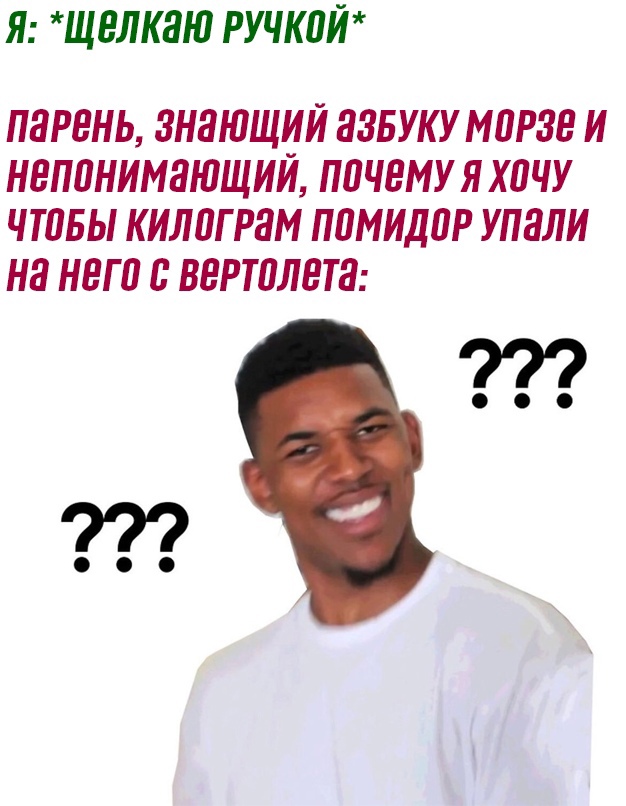 Я: *ЩЕЛКАЮ РУЧКОЙ*
ПАРЕНЬ, ЗНАЮЩИЙ АЗБУКУ МОРЗЕ И
НЕПОНИМАЮЩИЙ, ПОЧЕМУ Я ХОЧУ
ЧТОБЫ КИЛОГРАМ ПОМИДОР УПАЛИ
НА НЕГО С ВЕРТОЛЕТА:
???
???